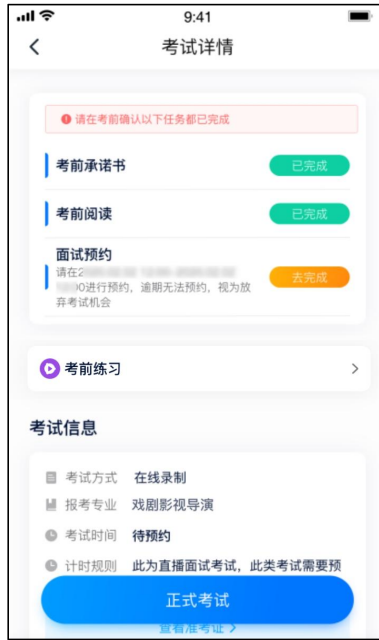 9:41
考试详情
请在考前确认以下任务都已完成
考前承诺书
已完成
考前阅读
已完成
面试预约
请在2
0进行预约，逾期无法预约，视为放
弃考试机会
去完成
考前练习
考试信息
考试方式 在线录制
报考专业 戏剧影视导演
考试时间 待预约
计时规则 此为直播面试考试，此类考试需要预
正式考试
查看准考证